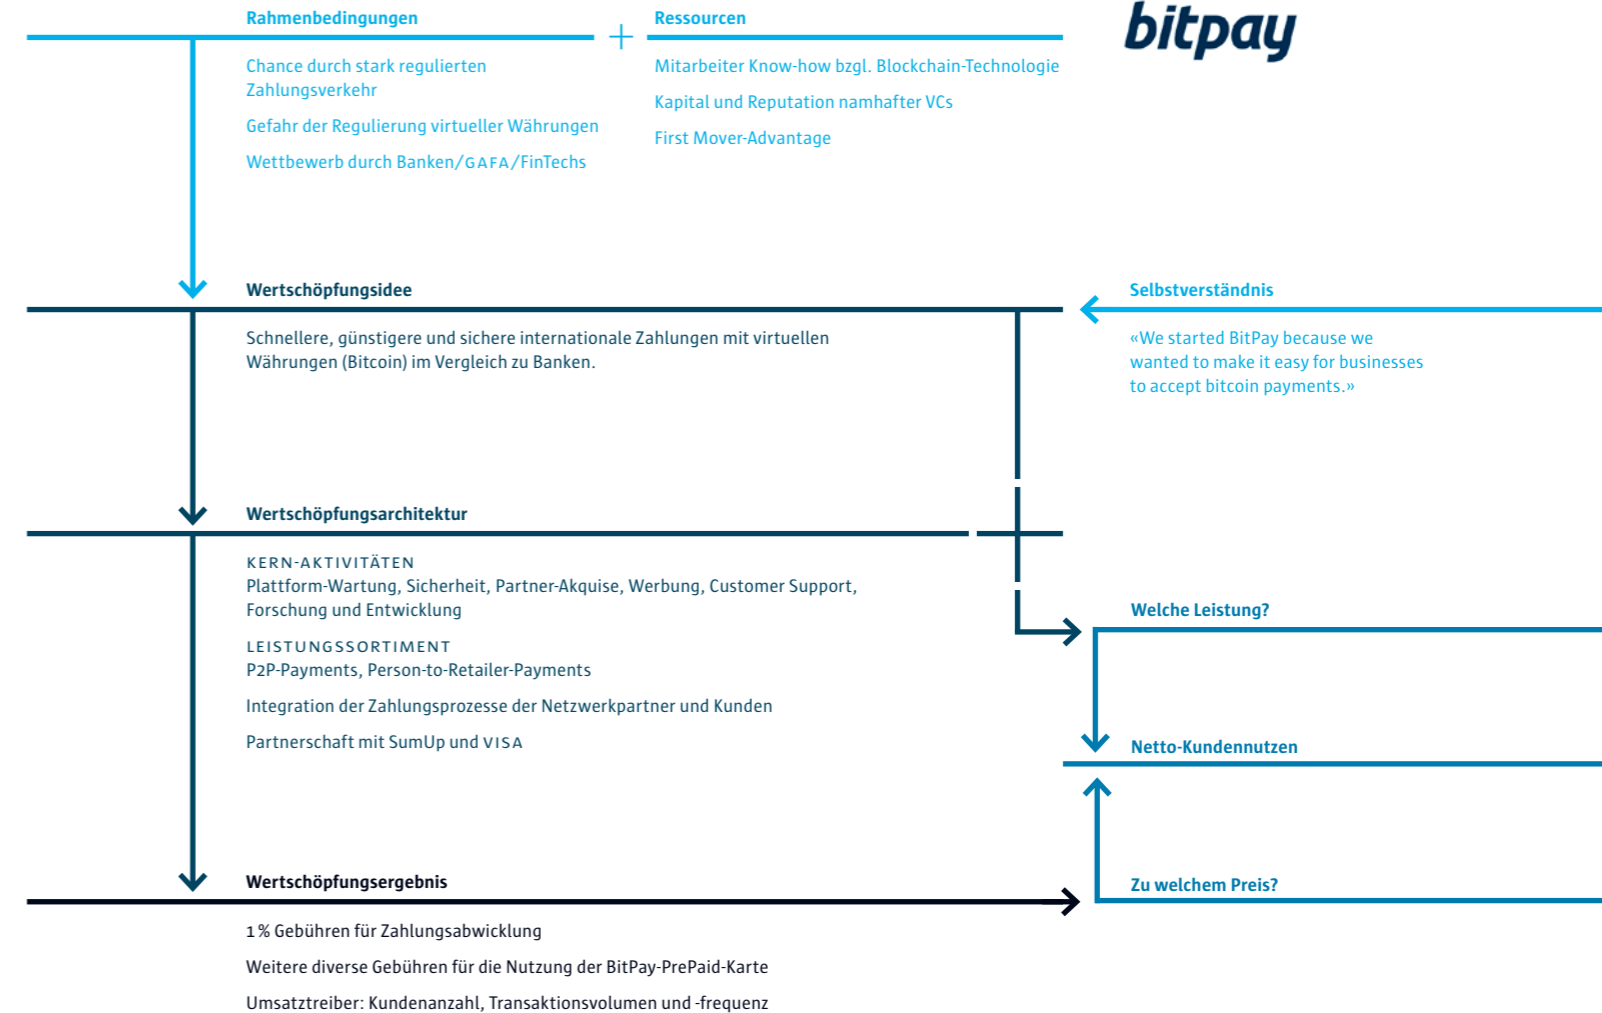 Rahmenbedingungen
Chance durch stark regulierten
Zahlungsverkehr
Gefahr der Regulierung virtueller Währungen
Wettbewerb durch Banken/GAFA/FinTechs
+
Ressourcen
Mitarbeiter Know-how bzgl. Blockchain-Technologie
Kapital und Reputation namhafter VCs
First Mover-Advantage
bitpay
Wertschöpfungsidee
Schnellere, günstigere und sichere internationale Zahlungen mit virtuellen
Währungen (Bitcoin) im Vergleich zu Banken.
Selbstverständnis
«We started BitPay because we
wanted to make it easy for businesses
to accept bitcoin payments.»
Wertschöpfungsarchitektur
KERN-AKTIVITÄTEN
Plattform-Wartung, Sicherheit, Partner-Akquise, Werbung, Customer Support,
Forschung und Entwicklung
LEISTUNGSSORTIMENT
P2P-Payments, Person-to-Retailer-Payments
Integration der Zahlungsprozesse der Netzwerkpartner und Kunden
Partnerschaft mit SumUp und VISA
Welche Leistung?
Netto-Kundennutzen
Zu welchem Preis?
Wertschöpfungsergebnis
1 % Gebühren für Zahlungsabwicklung
Weitere diverse Gebühren für die Nutzung der BitPay-PrePaid-Karte
Umsatztreiber: Kundenanzahl, Transaktionsvolumen und -frequenz